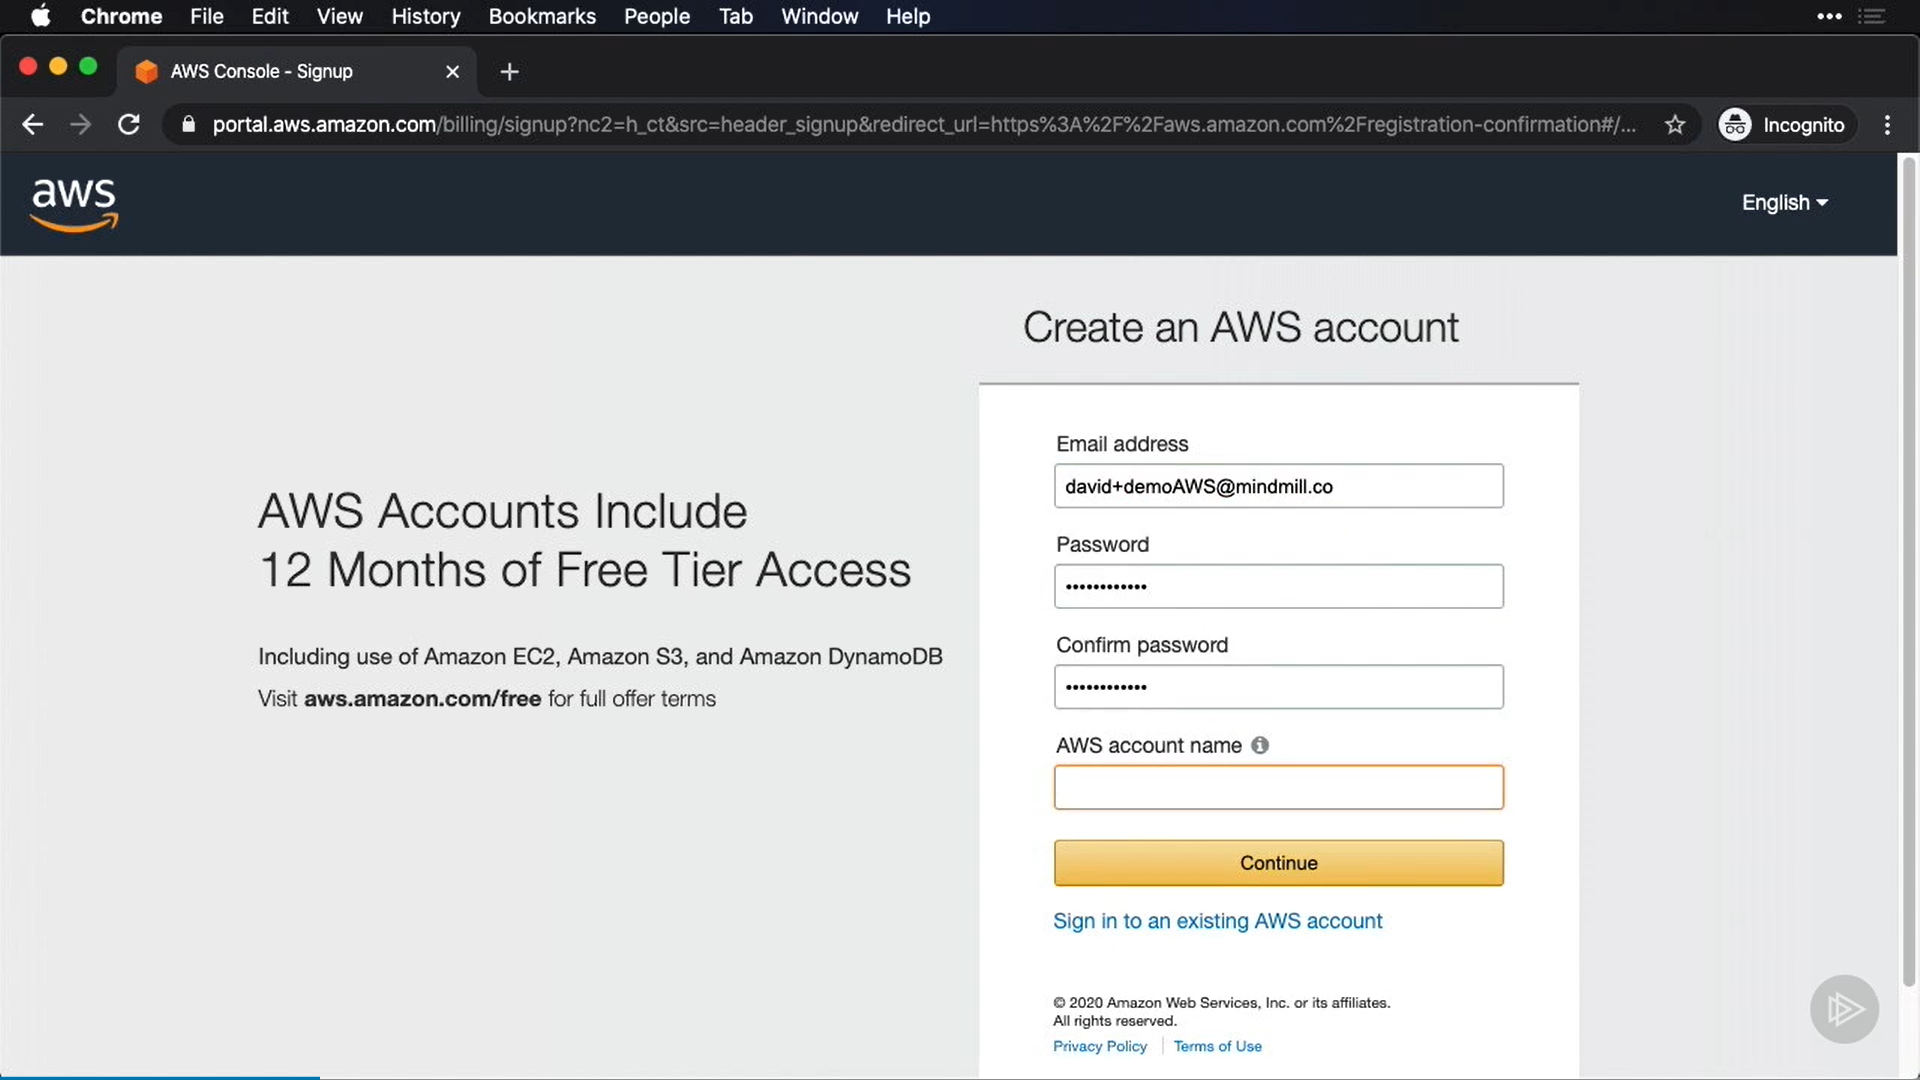 Chrome File Edit View History Bookmarks People Tab Window Help
AWS Console - Signup
portal.aws.amazon.com/billing/signup?nc2=h_ct&src=header_signup&redirect_url=https%3A%2F%2Faws.amazon.com%2Fregistration-confirmation#/...
Incognito
aws
English
Create an AWS account
AWS Accounts Include
12 Months of Free Tier Access
Including use of Amazon EC2, Amazon S3, and Amazon DynamoDB
Visit aws.amazon.com/free for full offer terms
Email address
david+demoAWS@mindmill.co
Password
••••••••••••
Confirm password
••••••••••••
AWS account name
Continue
Sign in to an existing AWS account
© 2020 Amazon Web Services, Inc. or its affiliates.
All rights reserved.
Privacy Policy Terms of Use